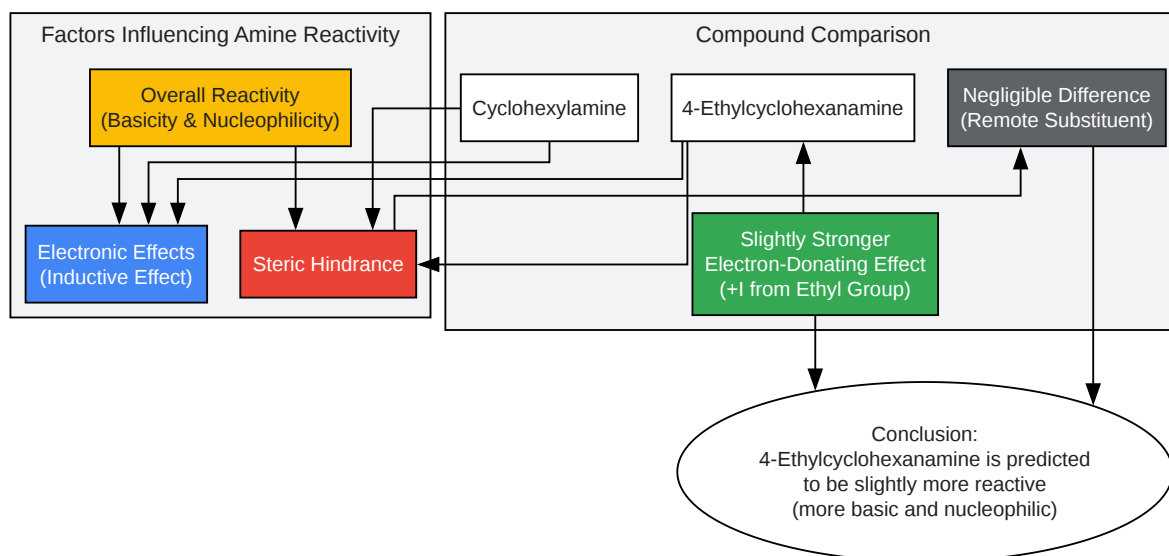 Factors Influencing Amine Reactivity
Overall Reactivity
(Basicity & Nucleophilicity)
Electronic Effects
(Inductive Effect)
Steric Hindrance
Compound Comparison
Cyclohexylamine
4-Ethylcyclohexanamine
Negligible Difference
(Remote Substituent)
Slightly Stronger
Electron-Donating Effect
(+I from Ethyl Group)
Conclusion:
4-Ethylcyclohexanamine is predicted
to be slightly more reactive
(more basic and nucleophilic)